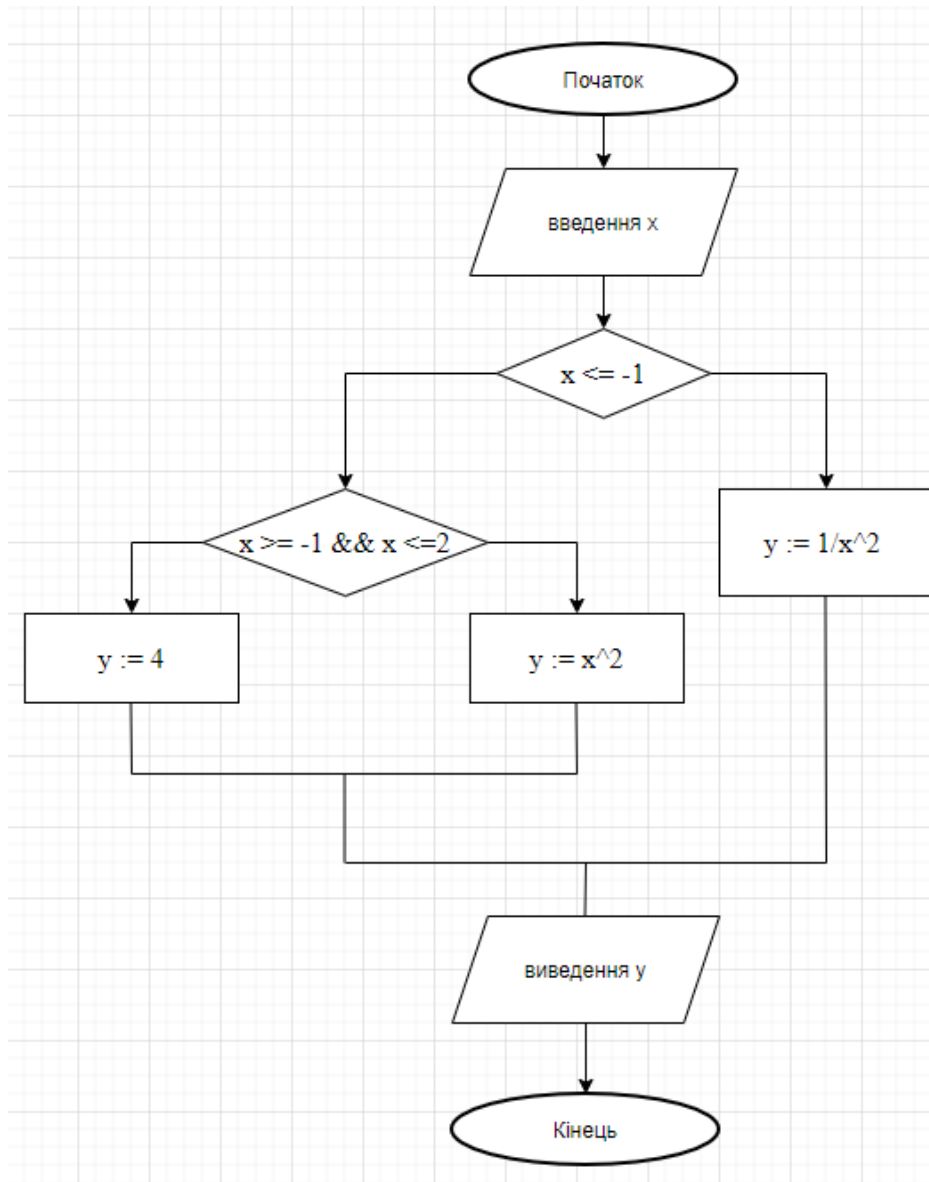 Початок
введення x
x <= -1
x >= -1 && x <=2
y := 1/x^2
y := 4
y := x^2
виведення y
Кінець